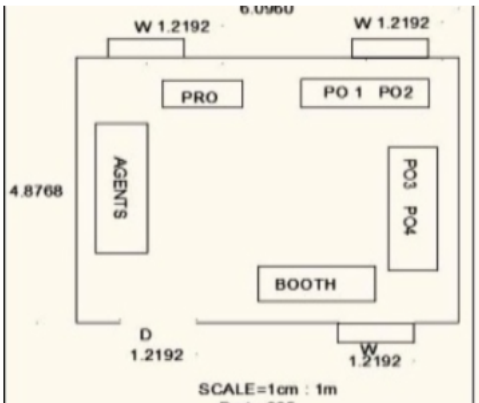 6.0960
W 1.2192
W 1.2192
PRO
PO 1 PO2
AGENTS
PO3 PO4
4.8768
BOOTH
D
1.2192
W
1.2192
SCALE=1cm : 1m